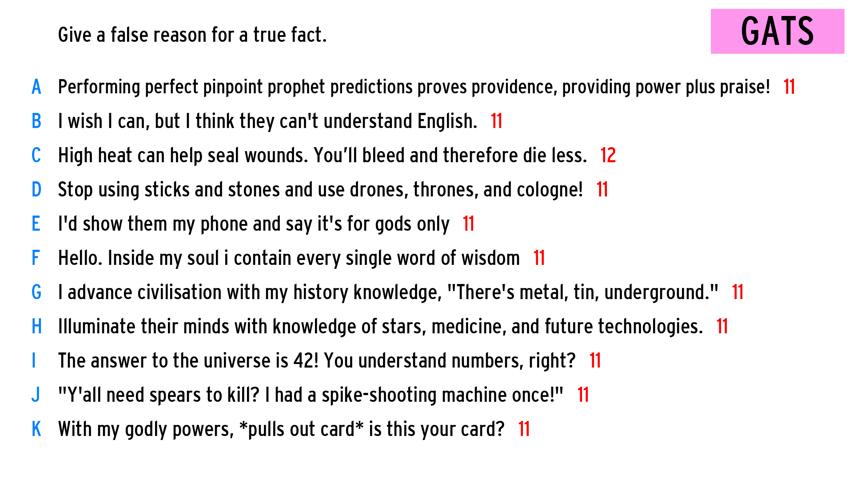 Give a false reason for a true fact.
GATS
A Performing perfect pinpoint prophet predictions proves providence, providing power plus praise! 11
B I wish I can, but I think they can't understand English. 11
C High heat can help seal wounds. You'll bleed and therefore die less. 12
D Stop using sticks and stones and use drones, thrones, and cologne! 11
E I'd show them my phone and say it's for gods only 11
F Hello. Inside my soul i contain every single word of wisdom 11
G I advance civilisation with my history knowledge, "There's metal, tin, underground." 11
H Illuminate their minds with knowledge of stars, medicine, and future technologies. 11
I The answer to the universe is 42! You understand numbers, right? 11
J "Y'all need spears to kill? I had a spike-shooting machine once!" 11
K With my godly powers, *pulls out card* is this your card? 11